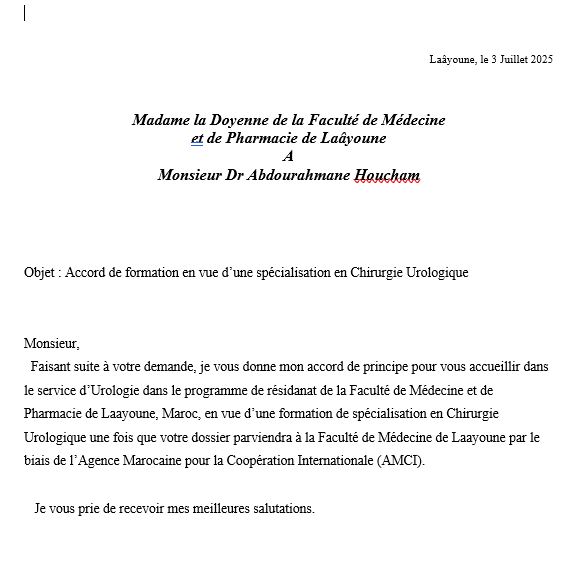 Laâyoune, le 3 Juillet 2025
Madame la Doyenne de la Faculté de Médecine
et de Pharmacie de Laâyoune
A
Monsieur Dr Abdourahmane Houcham
Objet : Accord de formation en vue d’une spécialisation en Chirurgie Urologique
Monsieur,
Faisant suite à votre demande, je vous donne mon accord de principe pour vous accueillir dans
le service d’Urologie dans le programme de résidanat de la Faculté de Médecine et de
Pharmacie de Laayoune, Maroc, en vue d’une formation de spécialisation en Chirurgie
Urologique une fois que votre dossier parviendra à la Faculté de Médecine de Laayoune par le
biais de l’Agence Marocaine pour la Coopération Internationale (AMCI).
Je vous prie de recevoir mes meilleures salutations.